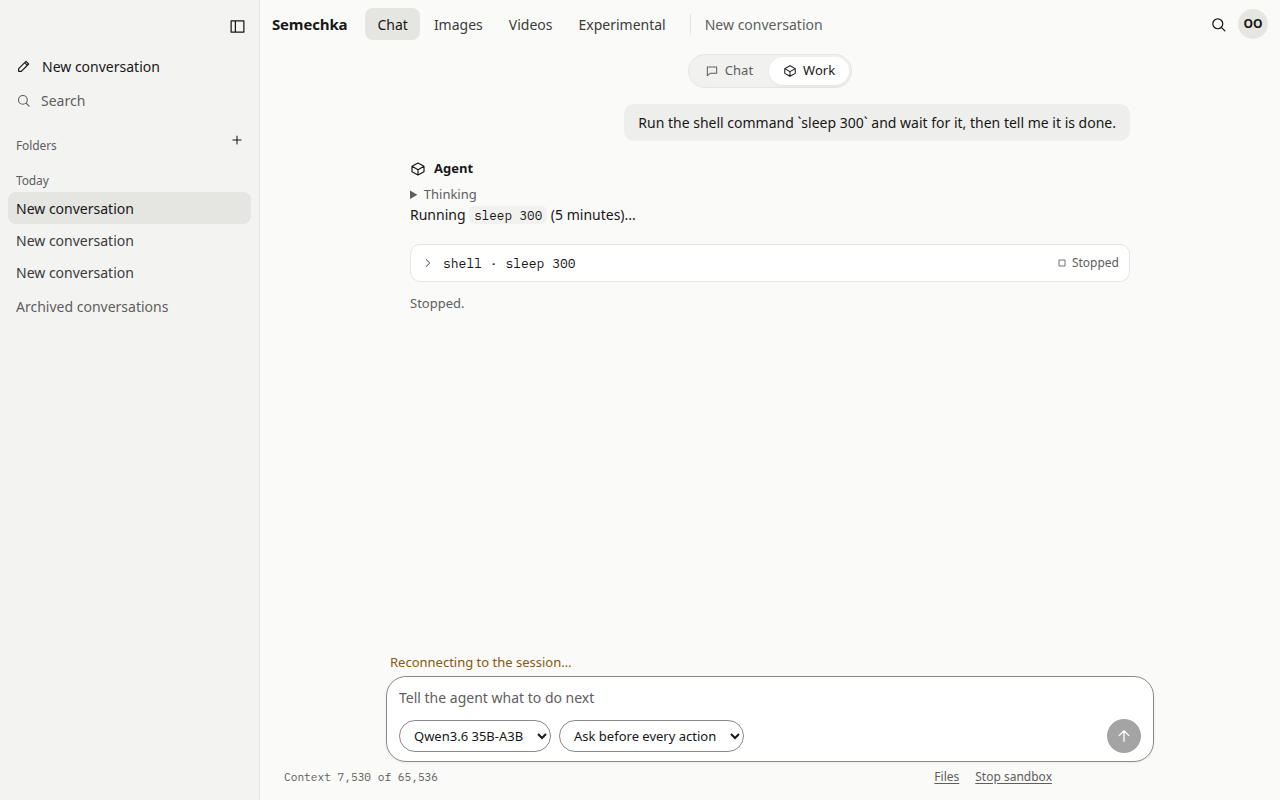 Semechka
Chat
Images
Videos
Experimental
New conversation
OO
New conversation
Search
Folders
Today
New conversation
New conversation
New conversation
Archived conversations
Chat
Work
Run the shell command `sleep 300` and wait for it, then tell me it is done.
Agent
Thinking
Running sleep 300 (5 minutes)...
shell · sleep 300
Stopped
Stopped.
Reconnecting to the session...
Tell the agent what to do next
Qwen3.6 35B-A3B
Ask before every action
Context 7,530 of 65,536
Files
Stop sandbox